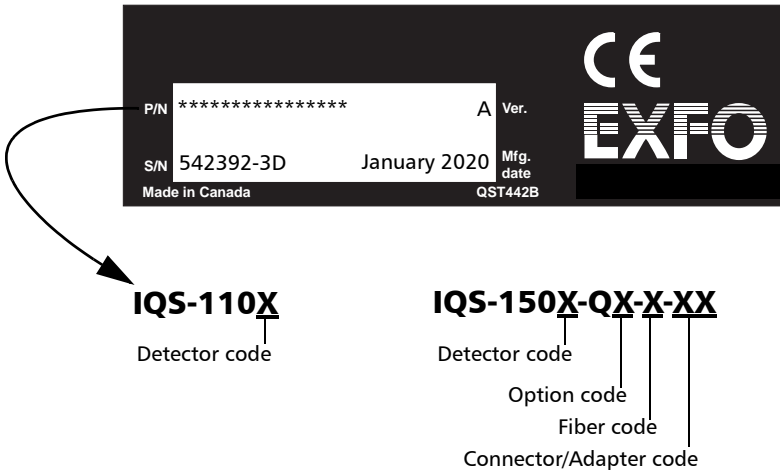 CE
EXFO
P/N *************** A Ver.
S/N 542392-3D January 2020 Mfg. date
Made in Canada QST442B
IQS-110X IQS-150X-QX-X-XX
Detector code Detector code
Option code
Fiber code
Connector/Adapter code